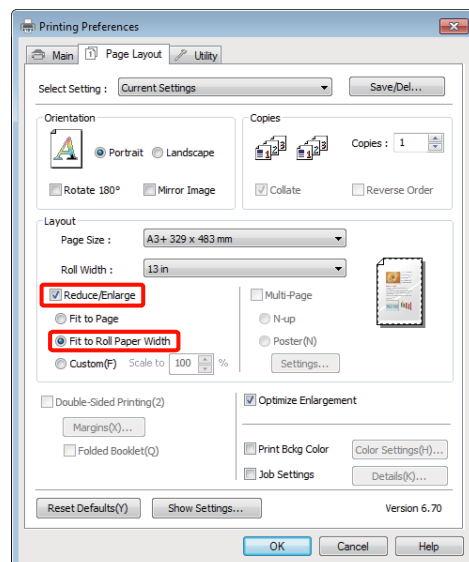 Printing Preferences
Main Page Layout Utility
Select Setting : Current Settings Save/Del...
Orientation Copies
Portrait Landscape Copies : 1
Rotate 180° Mirror Image Collate Reverse Order
Layout
Page Size : A3+ 329 x 483 mm
Roll Width : 13 in
Reduce/Enlarge Multi-Page
Fit to Page N-up
Fit to Roll Paper Width Poster(N)
Custom(F) Scale to 100 % Settings...
Double-Sided Printing(2) Optimize Enlargement
Margins(X)...
Folded Booklet(Q) Print Bckg Color Color Settings(H)...
Job Settings Details(K)...
Reset Defaults(Y) Show Settings... Version 6.70
OK Cancel Help